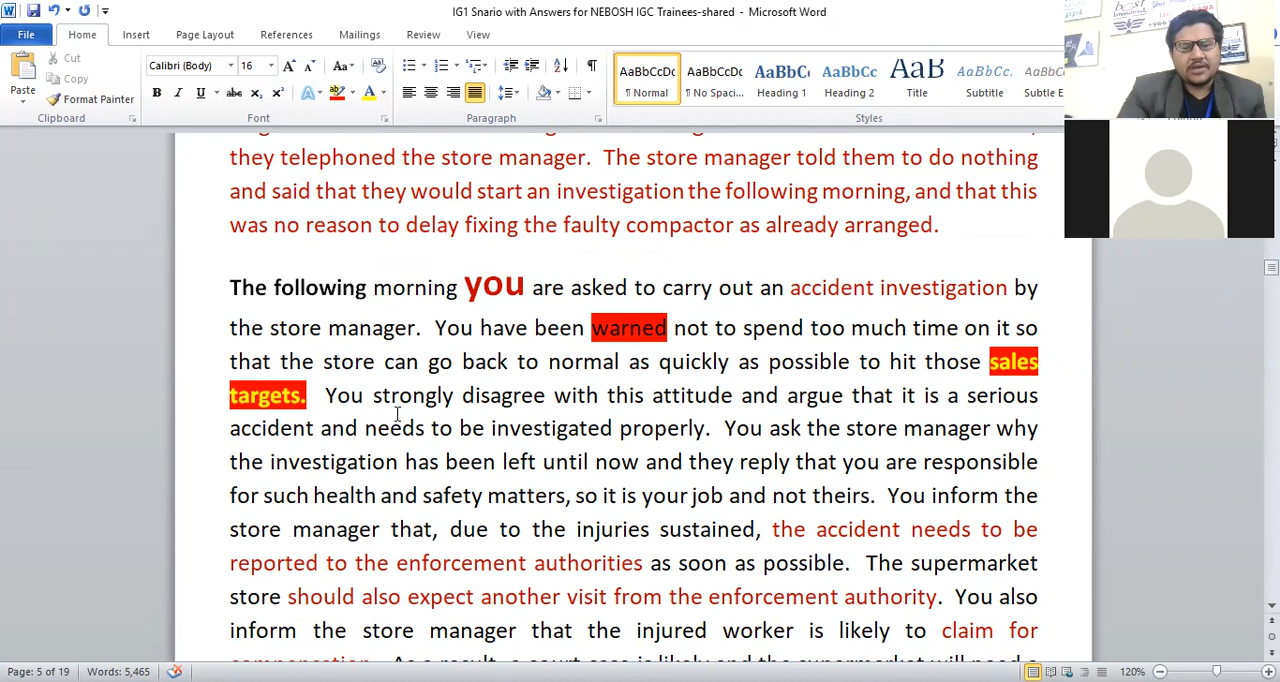 IG1 Snario with Answers for NEBOSH IGC Trainees-shared - Microsoft Word
File Home Insert Page Layout References Mailings Review View
Paste
Cut
Copy
Format Painter
Clipboard
Calibri (Body) 16
Font
Paragraph
AaBbCcDc AaBbCcDc AaBbC AaBbCc AaB AaBbCcD AaBbCcD
¶ Normal ¶ No Spaci... Heading 1 Heading 2 Title Subtitle Subtle E
Styles
they telephoned the store manager. The store manager told them to do nothing
and said that they would start an investigation the following morning, and that this
was no reason to delay fixing the faulty compactor as already arranged.
The following morning you are asked to carry out an accident investigation by
the store manager. You have been warned not to spend too much time on it so
that the store can go back to normal as quickly as possible to hit those sales
targets. You strongly disagree with this attitude and argue that it is a serious
accident and needs to be investigated properly. You ask the store manager why
the investigation has been left until now and they reply that you are responsible
for such health and safety matters, so it is your job and not theirs. You inform the
store manager that, due to the injuries sustained, the accident needs to be
reported to the enforcement authorities as soon as possible. The supermarket
store should also expect another visit from the enforcement authority. You also
inform the store manager that the injured worker is likely to claim for
Page: 5 of 19 Words: 5,465 120%